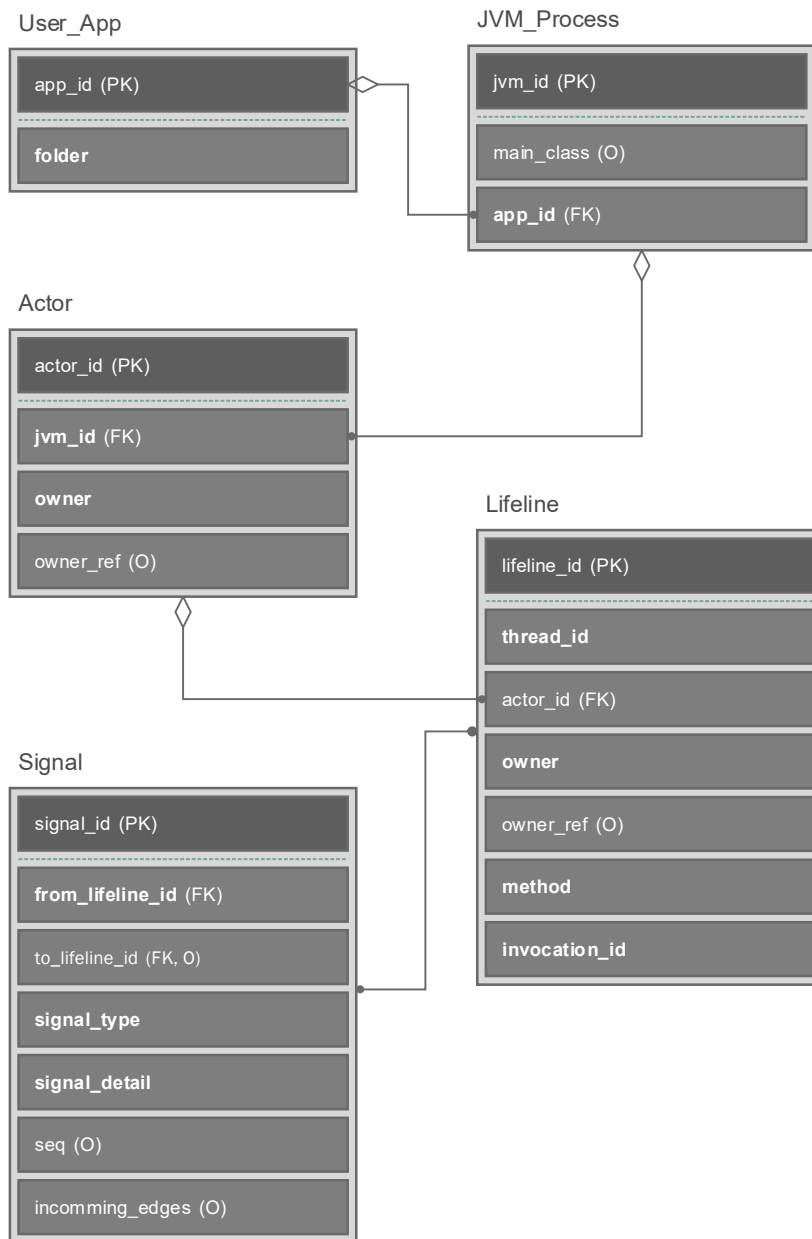 User_App
app_id (PK)
folder
JVM_Process
jvm_id (PK)
main_class (O)
app_id (FK)
Actor
actor_id (PK)
jvm_id (FK)
owner
owner_ref (O)
Lifeline
lifeline_id (PK)
thread_id
actor_id (FK)
owner
owner_ref (O)
method
invocation_id
Signal
signal_id (PK)
from_lifeline_id (FK)
to_lifeline_id (FK, O)
signal_type
signal_detail
seq (O)
incomming_edges (O)